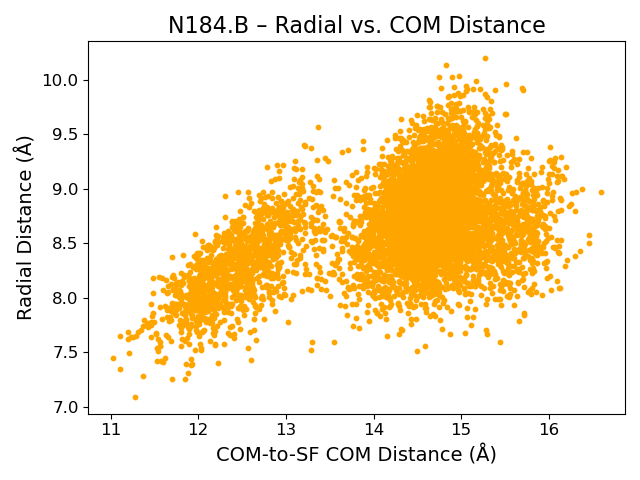 N184.B – Radial vs. COM Distance
Radial Distance (Å)
10.0
9.5
9.0
8.5
8.0
7.5
7.0
11 12 13 14 15 16
COM-to-SF COM Distance (Å)